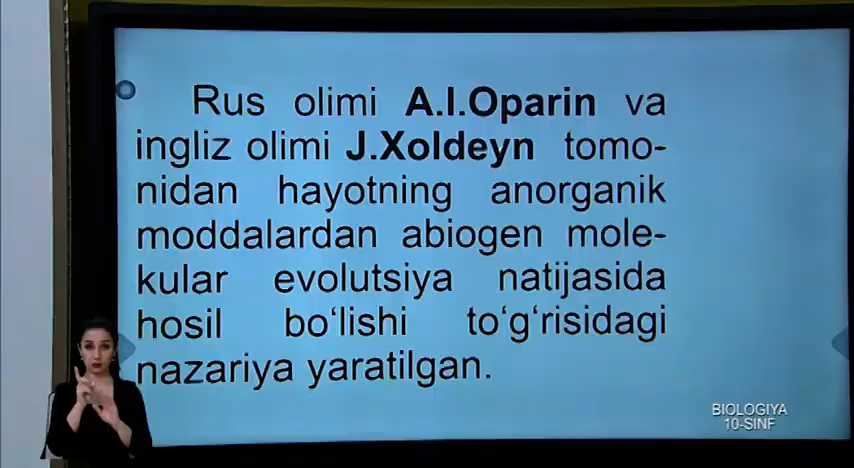 Rus olimi A.I.Oparin va
ingliz olimi J.Xoldeyn tomo-
nidan hayotning anorganik
moddalardan abiogen mole-
kular evolutsiya natijasida
hosil bo‘lishi to‘g‘risidagi
nazariya yaratilgan.
BIOLOGIYA
10-SINF